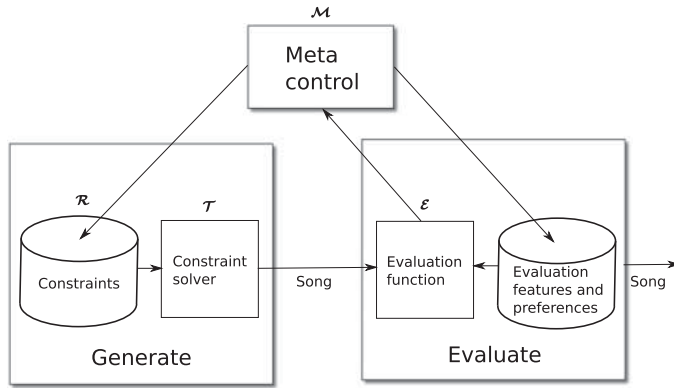 ℳ
Meta
control
ℛ
𝒯
ℰ
Constraints
Constraint
solver
Song
Evaluation
function
Evaluation
features and
preferences
Song
Generate
Evaluate